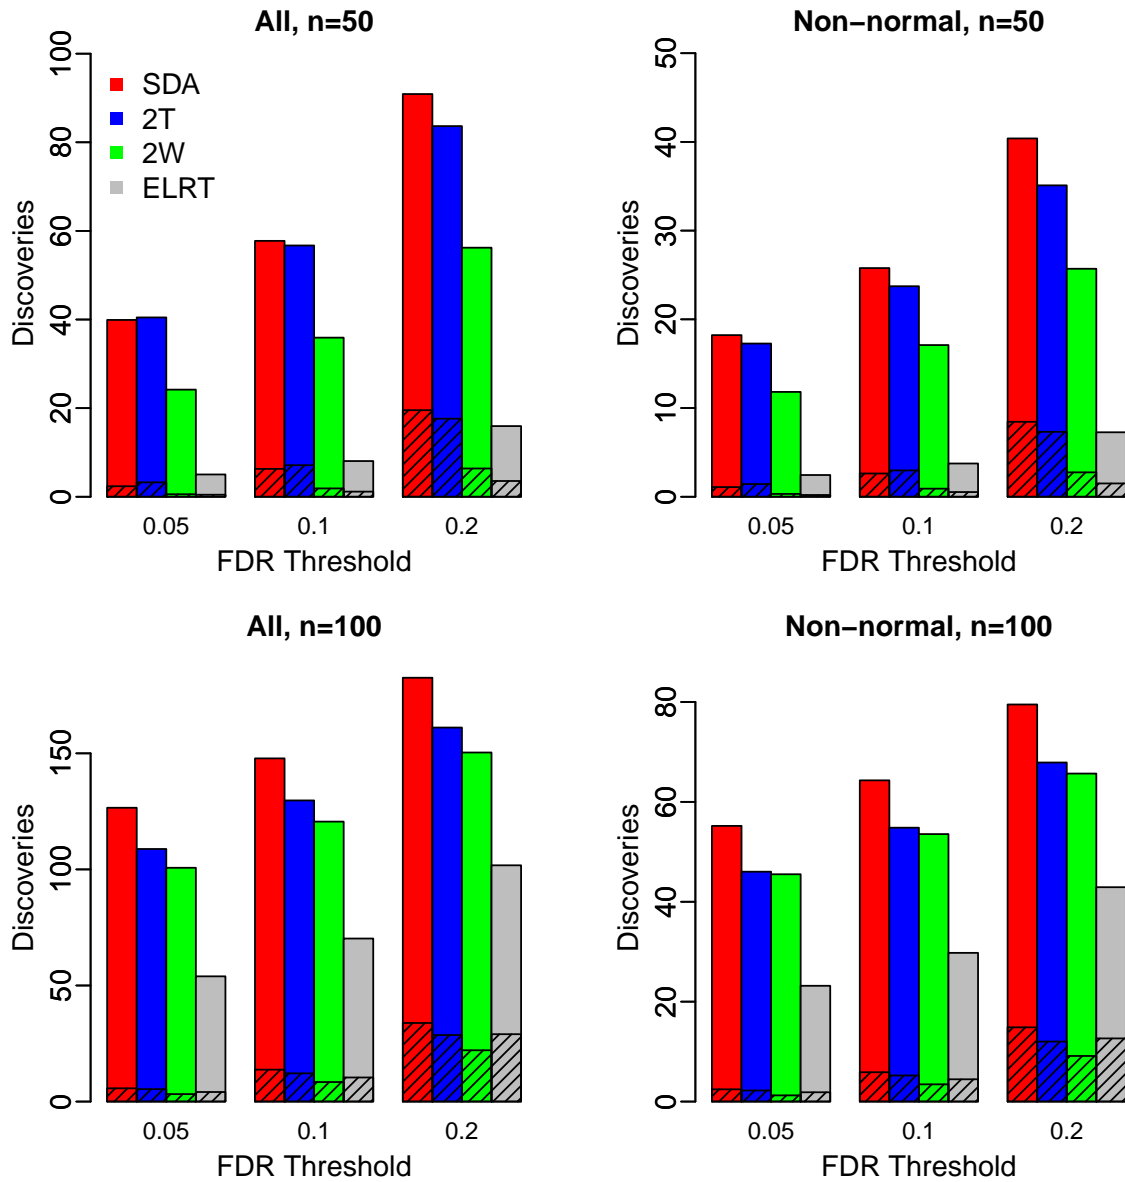 All, n=50
Discoveries
0
20
40
60
80
100
SDA
2T
2W
ELRT
0.05
0.1
0.2
FDR Threshold
Non−normal, n=50
Discoveries
0
10
20
30
40
50
0.05
0.1
0.2
FDR Threshold
All, n=100
Discoveries
0
50
100
150
0.05
0.1
0.2
FDR Threshold
Non−normal, n=100
Discoveries
0
20
40
60
80
0.05
0.1
0.2
FDR Threshold